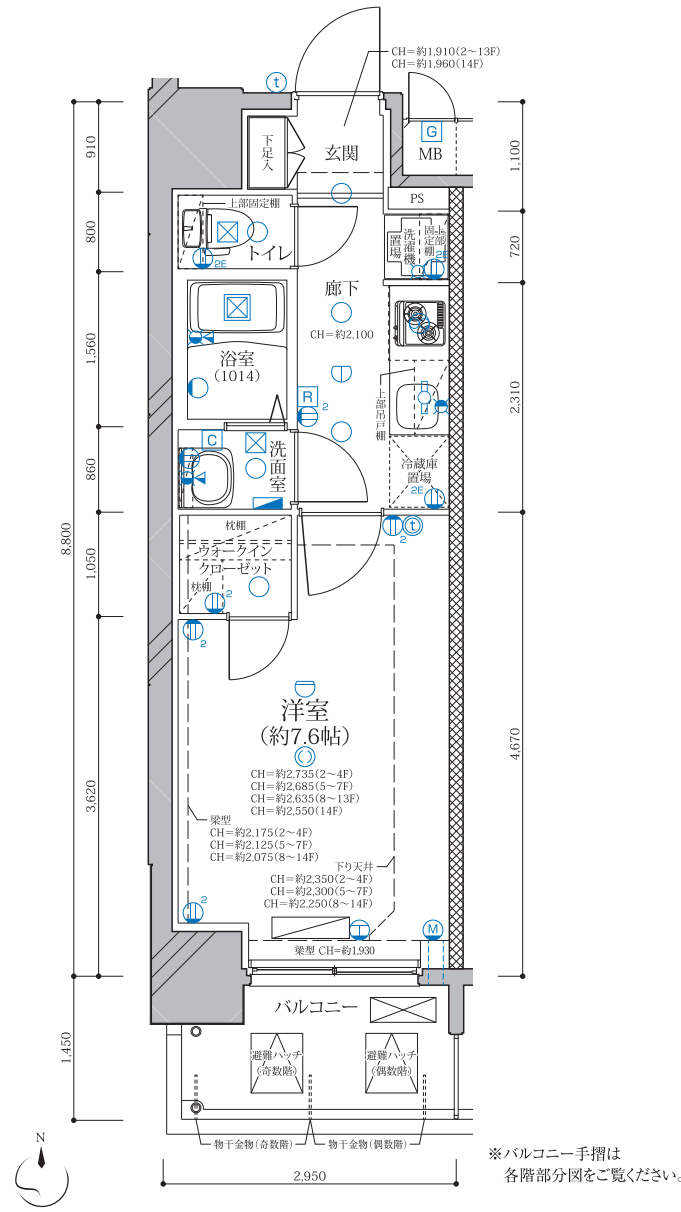 CH=約1,910(2〜13F)
CH=約1,960(14F)
t
G
MB
下足入
玄関
910
1,100
PS
上部固定棚
トイレ
2E
800
洗濯機置場
上部固定棚
2E
720
廊下
CH=約2,100
浴室
(1014)
1,560
R
2
上部吊戸棚
2,310
C
洗面室
860
冷蔵庫
置場
2E
8,800
枕棚
ウォークイン
クローゼット
枕棚
2
1,050
2
t
2
洋室
(約7.6帖)
CH=約2,735(2〜4F)
CH=約2,685(5〜7F)
CH=約2,635(8〜13F)
CH=約2,550(14F)
3,620
4,670
梁型
CH=約2,175(2〜4F)
CH=約2,125(5〜7F)
CH=約2,075(8〜14F)
下り天井
CH=約2,350(2〜4F)
CH=約2,300(5〜7F)
CH=約2,250(8〜14F)
2
M
梁型 CH=約1,930
バルコニー
1,450
避難ハッチ
(奇数階)
避難ハッチ
(偶数階)
物干金物(奇数階)
物干金物(偶数階)
N
2,950
※バルコニー手摺は
各階部分図をご覧ください。